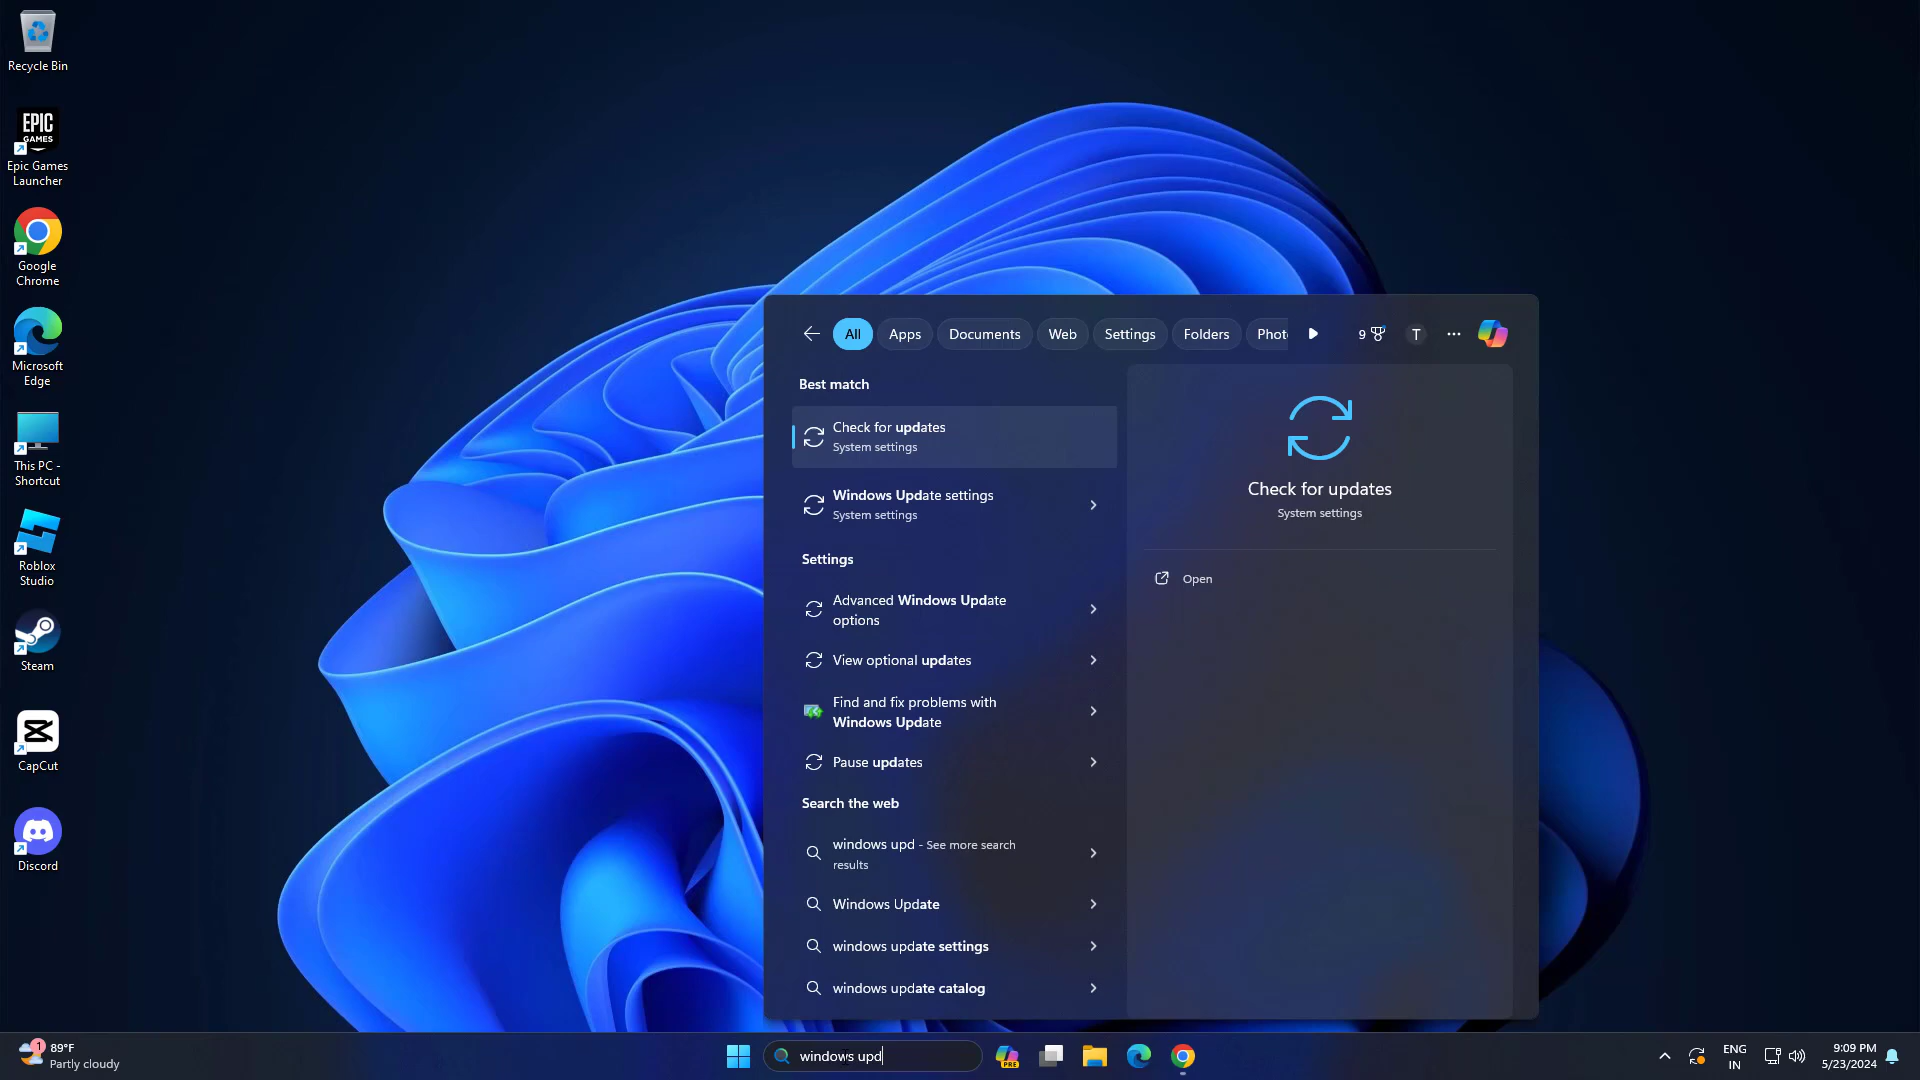 Recycle Bin
EPIC
GAMES
Epic Games
Launcher
Google
Chrome
Microsoft
Edge
This PC -
Shortcut
Roblox
Studio
Steam
CapCut
Discord
All
Apps
Documents
Web
Settings
Folders
Phot
9
T
Best match
Check for updates
System settings
Windows Update settings
System settings
Settings
Advanced Windows Update
options
View optional updates
Find and fix problems with
Windows Update
Pause updates
Search the web
windows upd - See more search
results
Windows Update
windows update settings
windows update catalog
Check for updates
System settings
Open
1
89°F
Partly cloudy
windows upd
PRE
ENG
IN
9:09 PM
5/23/2024